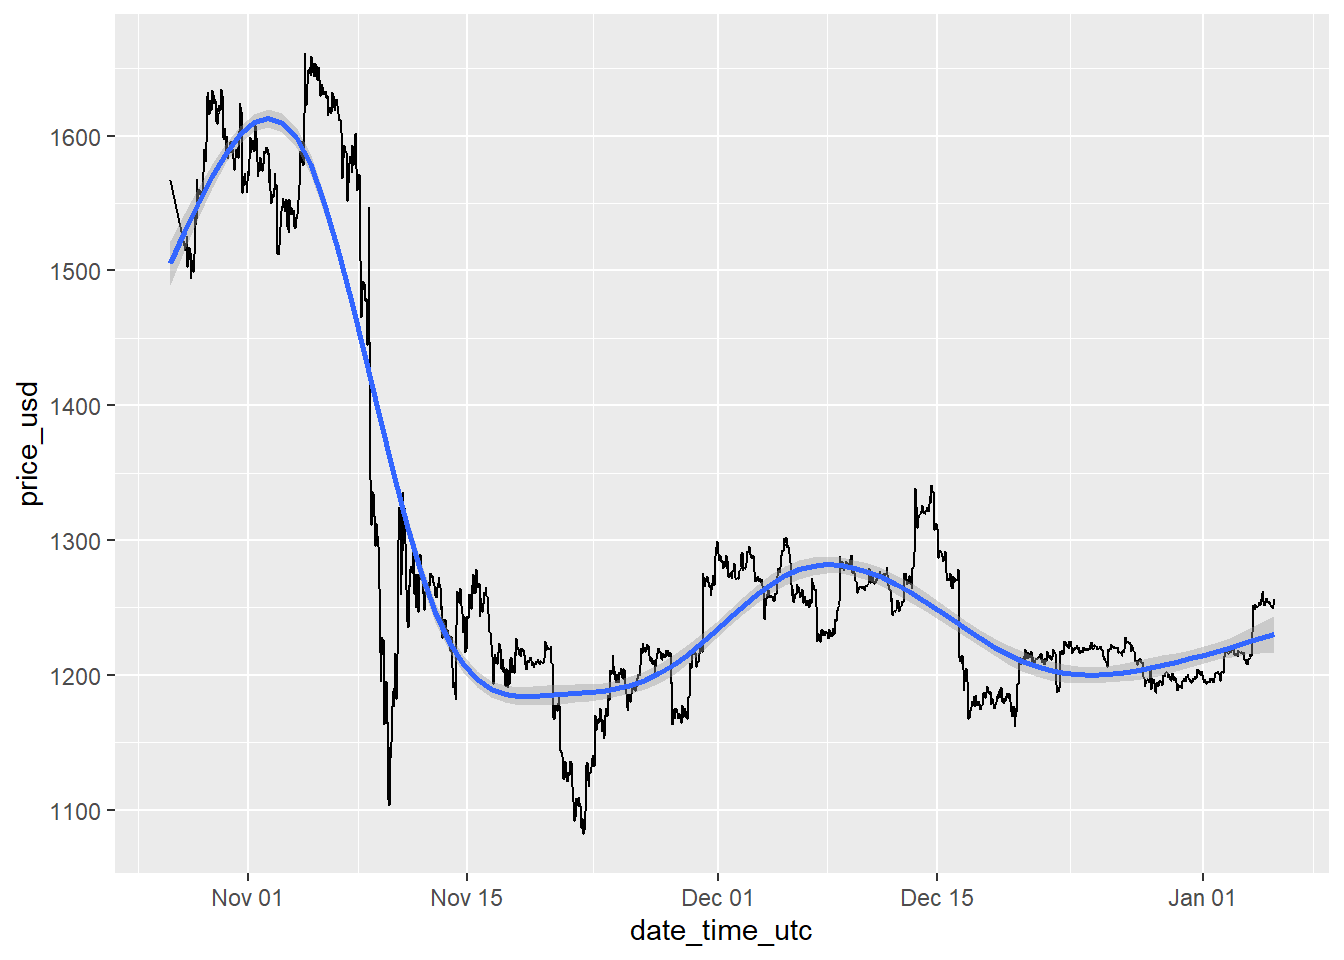 price_usd
1600
1500
1400
1300
1200
1100
Nov 01
Nov 15
Dec 01
Dec 15
Jan 01
date_time_utc